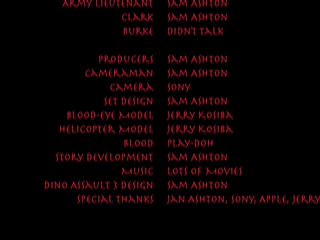 ARMY LIEUTENANT SAM ASHTON
CLARK SAM ASHTON
BURKE DIDN'T TALK
PRODUCERS SAM ASHTON
CAMERAMAN SAM ASHTON
CAMERA SONY
SET DESIGN SAM ASHTON
BLOOD-EYE MODEL JERRY KOSIBA
HELICOPTER MODEL JERRY KOSIBA
BLOOD PLAY-DOH
STORY DEVELOPMENT SAM ASHTON
MUSIC LOTS OF MOVIES
DINO ASSAULT 3 DESIGN SAM ASHTON
SPECIAL THANKS JAN ASHTON, SONY, APPLE, JERRY